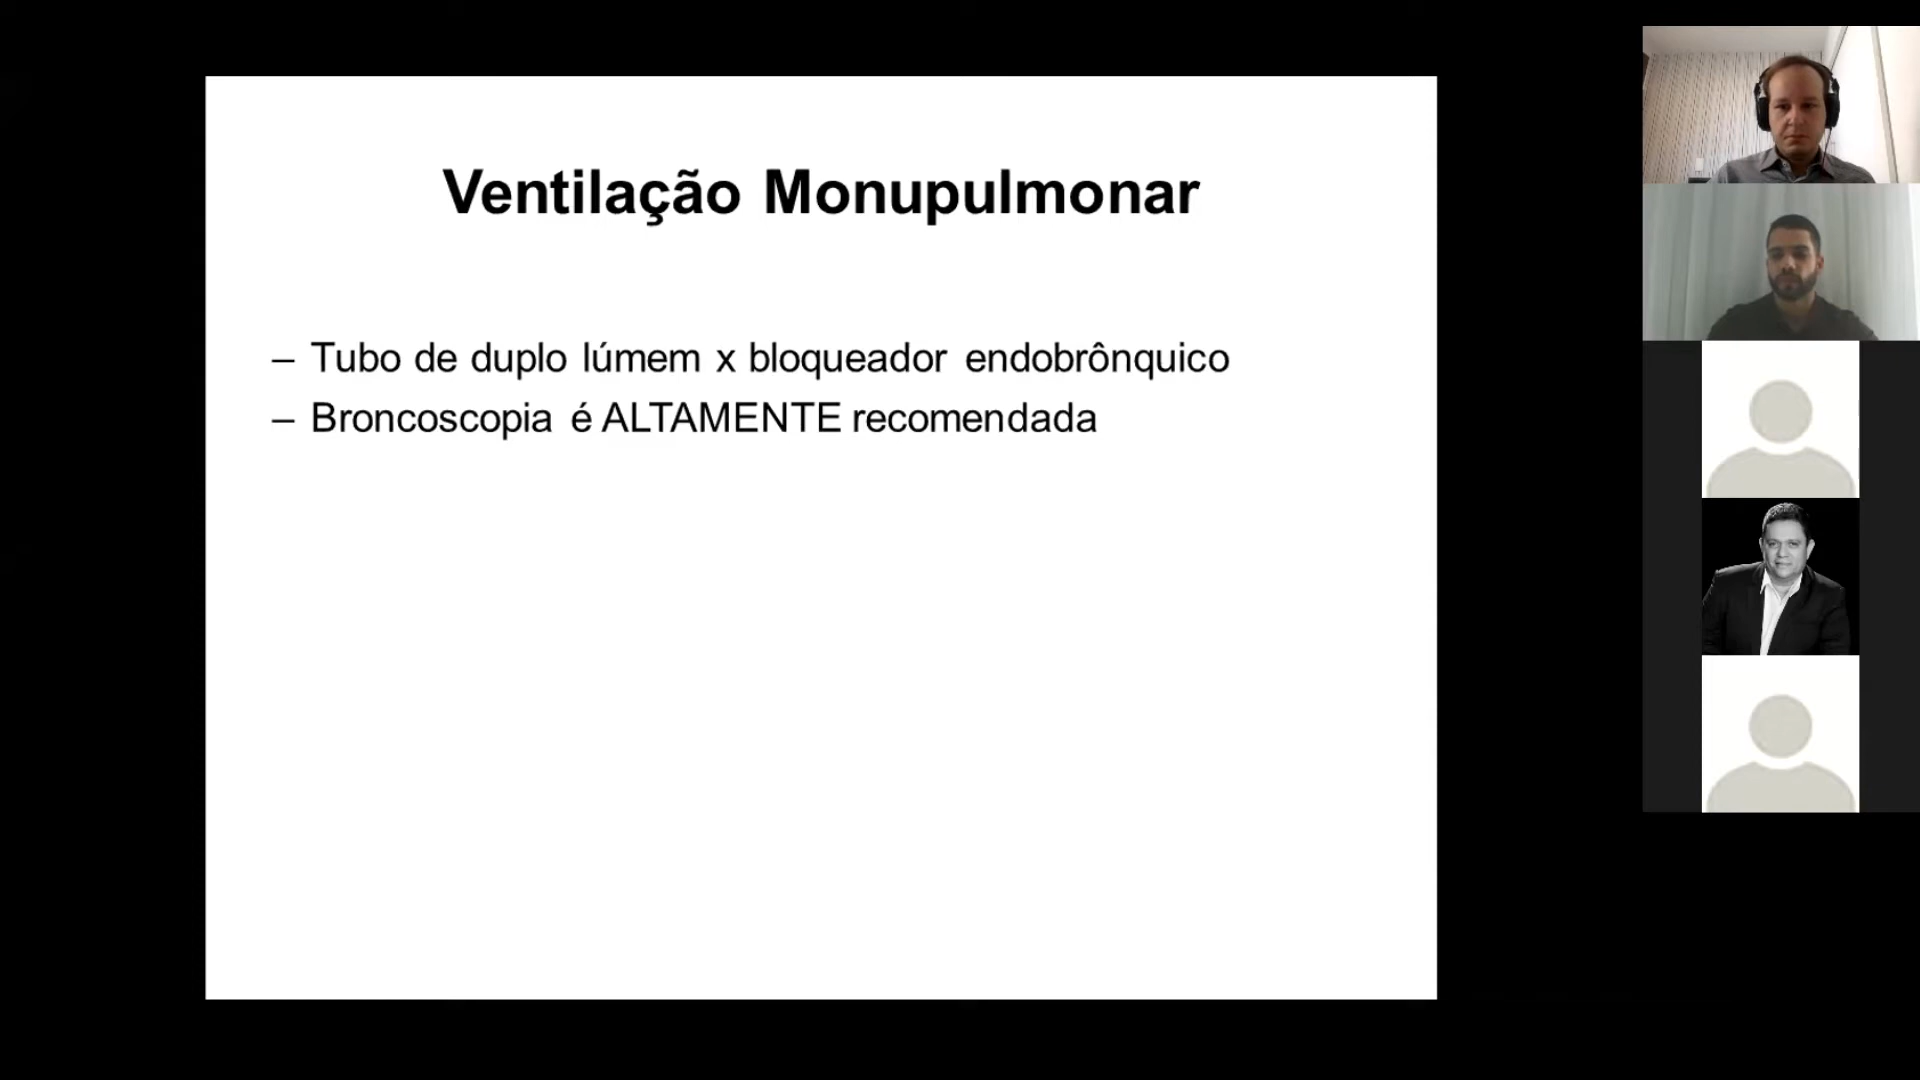 Ventilação Monupulmonar
– Tubo de duplo lúmem x bloqueador endobrônquico
– Broncoscopia é ALTAMENTE recomendada